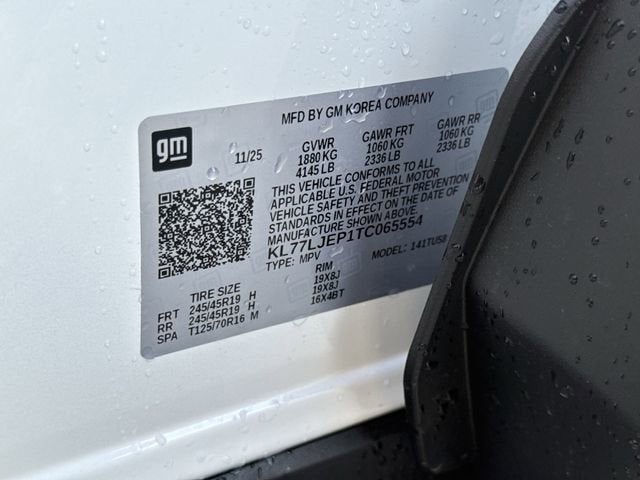 MFD BY GM KOREA COMPANY
gm
11/25
GVWR GAWR FRT GAWR RR
1880 KG 1060 KG 1060 KG
4145 LB 2336 LB 2336 LB
THIS VEHICLE CONFORMS TO ALL
APPLICABLE U.S. FEDERAL MOTOR
VEHICLE SAFETY AND THEFT PREVENTION
STANDARDS IN EFFECT ON THE DATE OF
MANUFACTURE SHOWN ABOVE.
KL77LJEP1TC065554
TYPE: MPV MODEL: 141TU58
TIRE SIZE RIM
FRT 245/45R19 H 19X8J
RR 245/45R19 H 19X8J
SPA T125/70R16 M 16X4BT